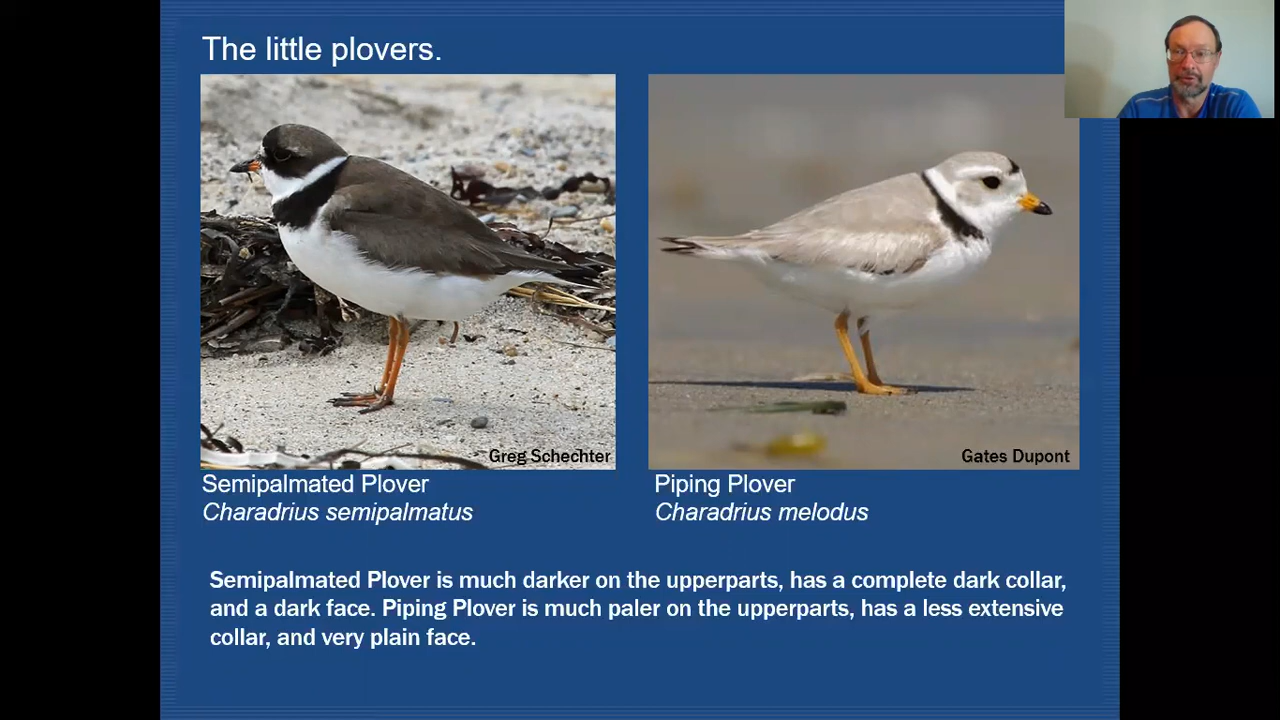 The little plovers.
Greg Schechter
Gates Dupont
Semipalmated Plover
Charadrius semipalmatus
Piping Plover
Charadrius melodus
Semipalmated Plover is much darker on the upperparts, has a complete dark collar,
and a dark face. Piping Plover is much paler on the upperparts, has a less extensive
collar, and very plain face.